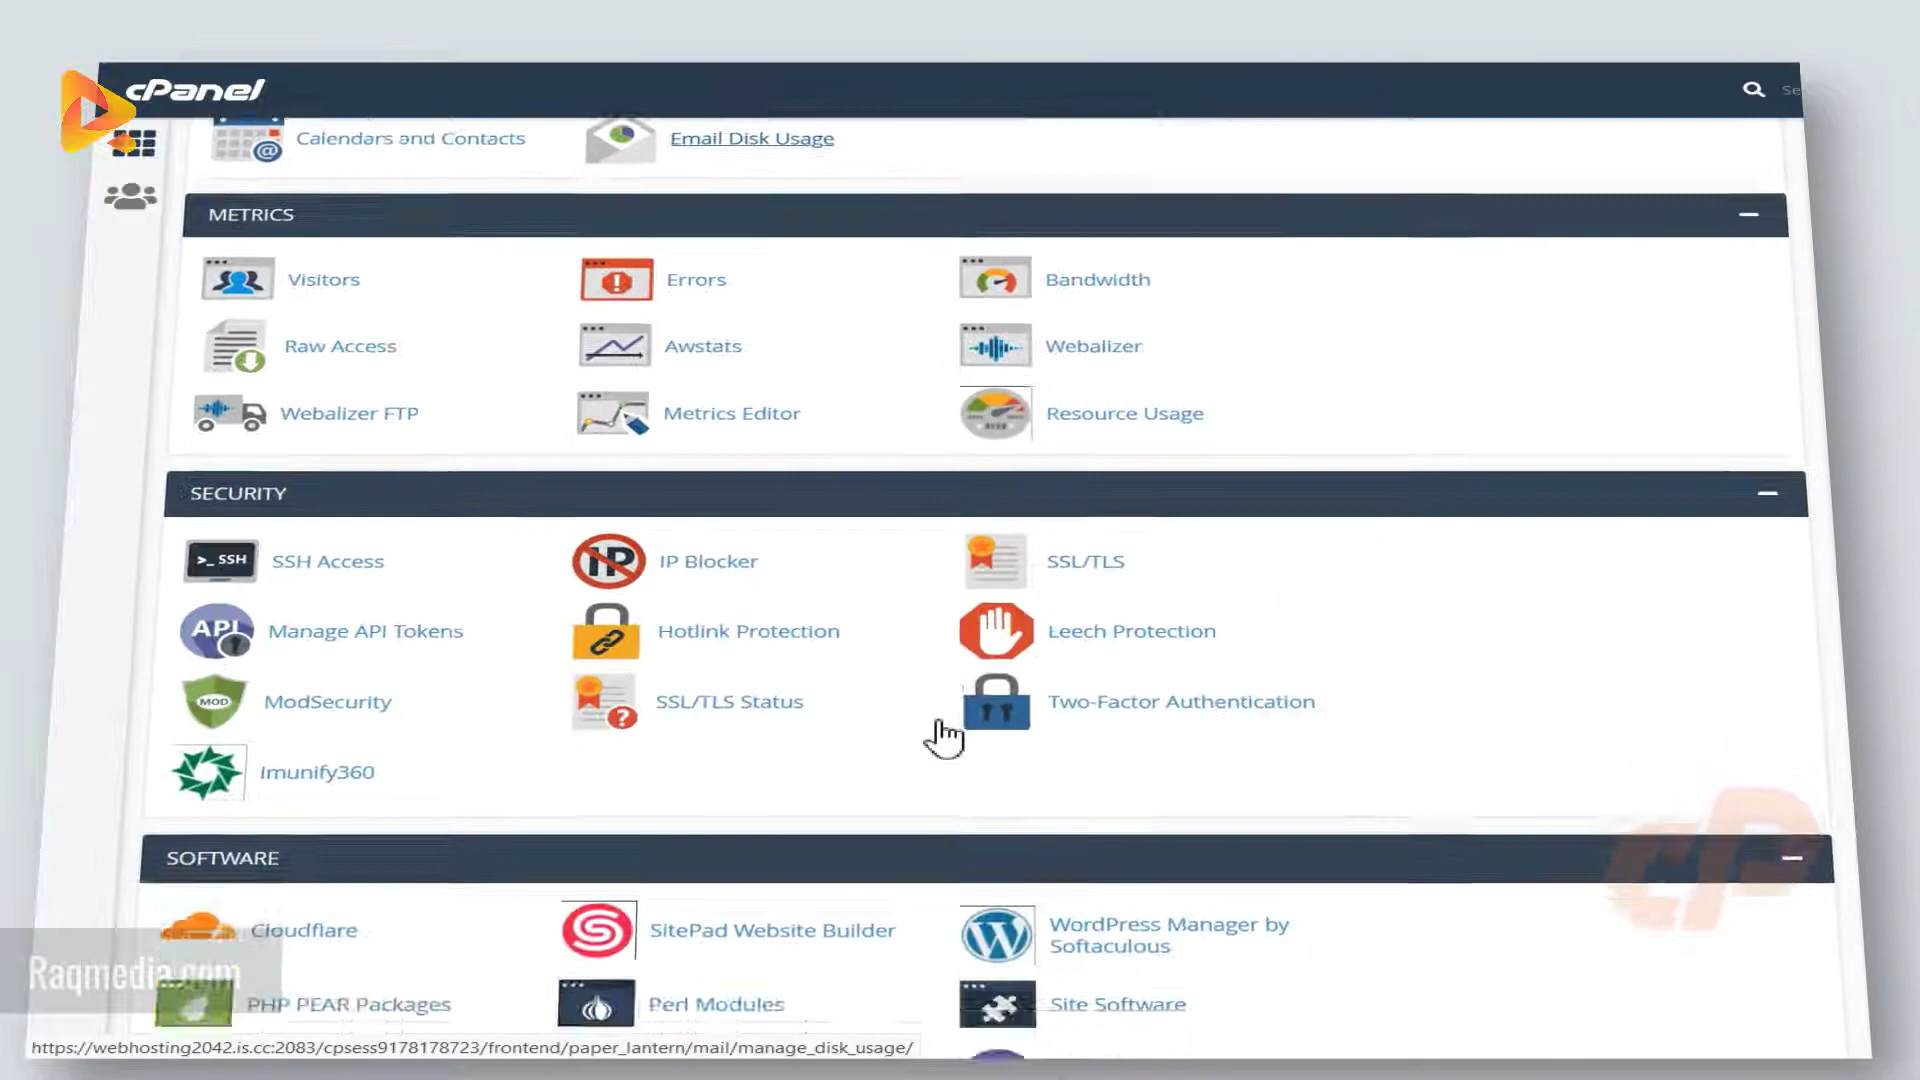 cPanel
Se
Calendars and Contacts
Email Disk Usage
METRICS
Visitors
Errors
Bandwidth
Raw Access
Awstats
Webalizer
Webalizer FTP
Metrics Editor
Resource Usage
SECURITY
>_ SSH
SSH Access
IP
IP Blocker
SSL/TLS
API
Manage API Tokens
Hotlink Protection
Leech Protection
MOD
ModSecurity
SSL/TLS Status
Two-Factor Authentication
Imunify360
SOFTWARE
cP
Cloudflare
SitePad Website Builder
WordPress Manager by
Softaculous
Raqmedia.com
PHP PEAR Packages
Perl Modules
Site Software
https://webhosting2042.is.cc:2083/cpsess9178178723/frontend/paper_lantern/mail/manage_disk_usage/